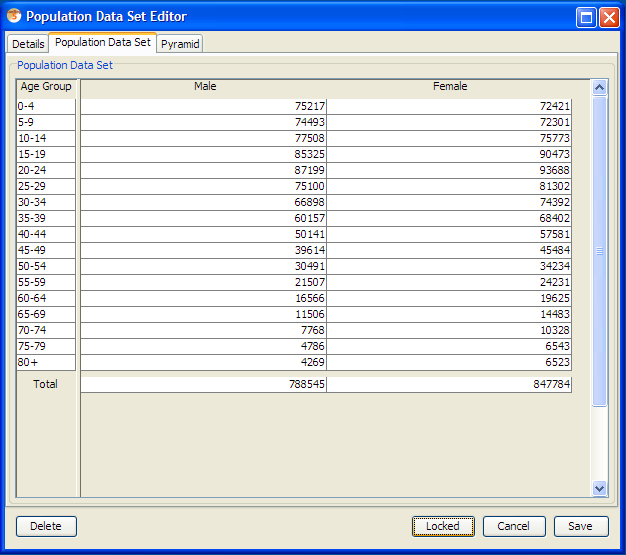 Population Data Set Editor
Details Population Data Set Pyramid
Population Data Set
Age Group Male Female
0-4 75217 72421
5-9 74493 72301
10-14 77508 75773
15-19 85325 90473
20-24 87199 93688
25-29 75100 81302
30-34 66898 74392
35-39 60157 68402
40-44 50141 57581
45-49 39614 45484
50-54 30491 34234
55-59 21507 24231
60-64 16566 19625
65-69 11506 14483
70-74 7768 10328
75-79 4786 6543
80+ 4269 6523
Total 788545 847784
Delete Locked Cancel Save